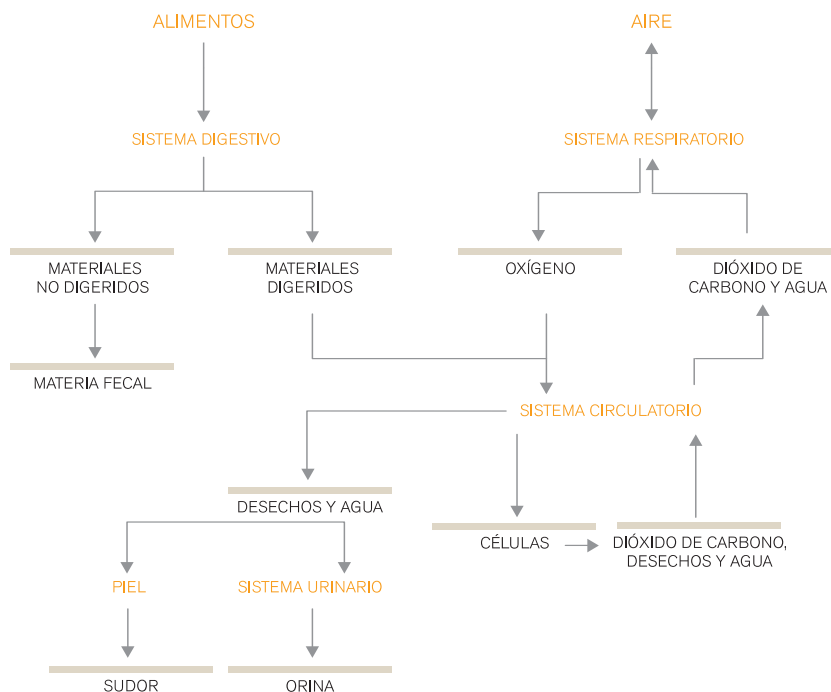 ALIMENTOS
AIRE
SISTEMA DIGESTIVO
SISTEMA RESPIRATORIO
MATERIALES
NO DIGERIDOS
MATERIALES
DIGERIDOS
OXÍGENO
DIÓXIDO DE
CARBONO Y AGUA
MATERIA FECAL
SISTEMA CIRCULATORIO
DESECHOS Y AGUA
CÉLULAS
DIÓXIDO DE CARBONO,
DESECHOS Y AGUA
PIEL
SISTEMA URINARIO
SUDOR
ORINA